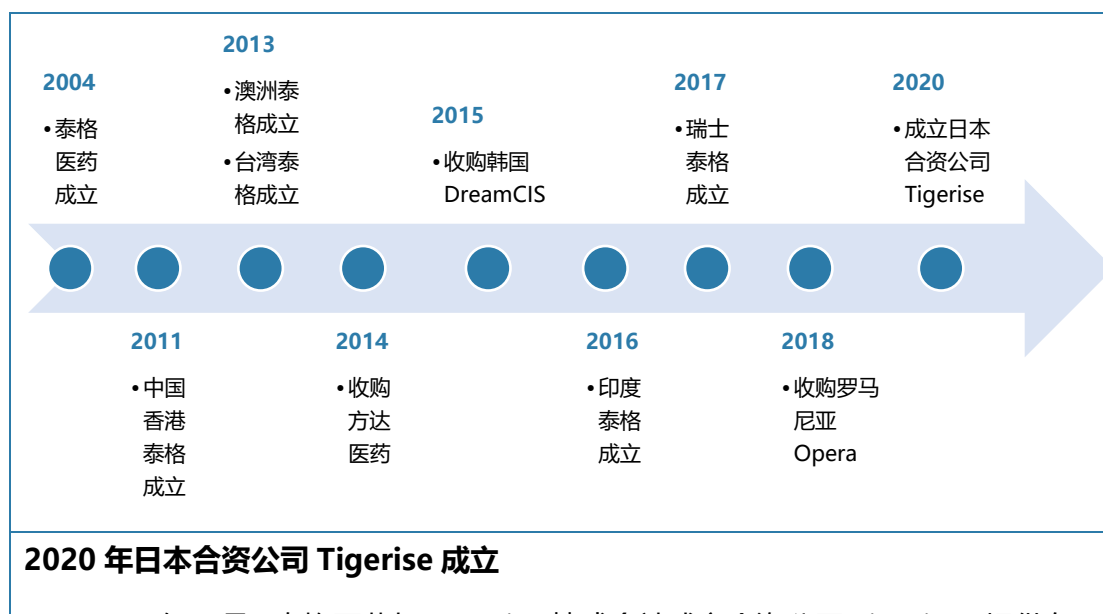 2013
2004
•澳洲泰
格成立
•台湾泰
格成立
•泰格
医药
成立
2015
•收购韩国
DreamCIS
2017
•瑞士
泰格
成立
2020
•成立日本
合资公司
Tigerise
2011
•中国
香港
泰格
成立
2014
•收购
方达
医药
2016
•印度
泰格
成立
2018
•收购罗马
尼亚
Opera
2020 年日本合资公司 Tigerise 成立